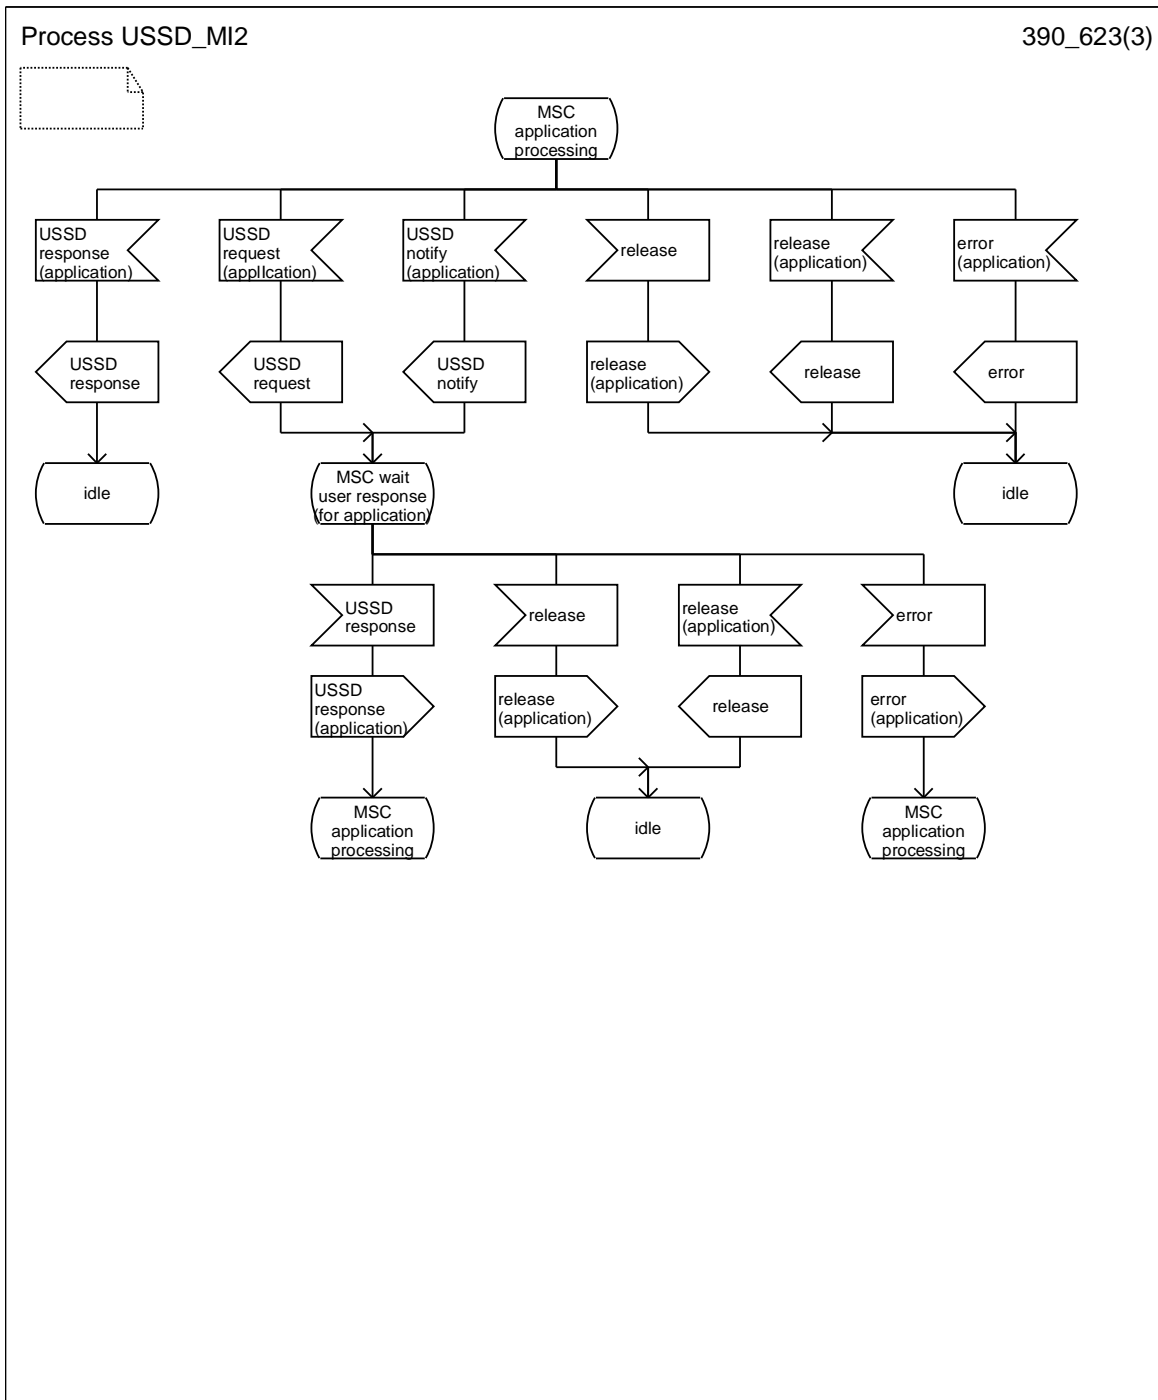 Process USSD_MI2
390_623(3)
MSC
application
processing
USSD
response
(application)
USSD
request
(application)
USSD
notify
(application)
release
release
(application)
error
(application)
USSD
response
USSD
request
USSD
notify
release
(application)
release
error
idle
MSC wait
user response
(for application)
idle
USSD
response
release
release
(application)
error
USSD
response
(application)
release
(application)
release
error
(application)
MSC
application
processing
idle
MSC
application
processing